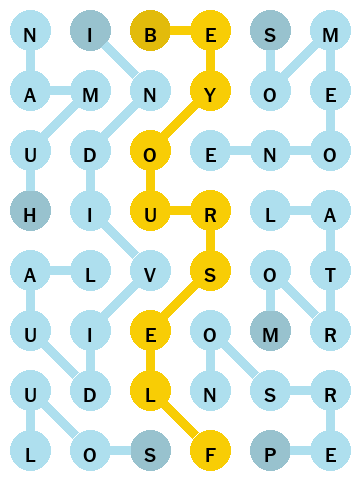 N I B E S M
A M N Y O E
U D O E N O
H I U R L A
A L V S O T
U I E O M R
U D L N S R
L O S F P E